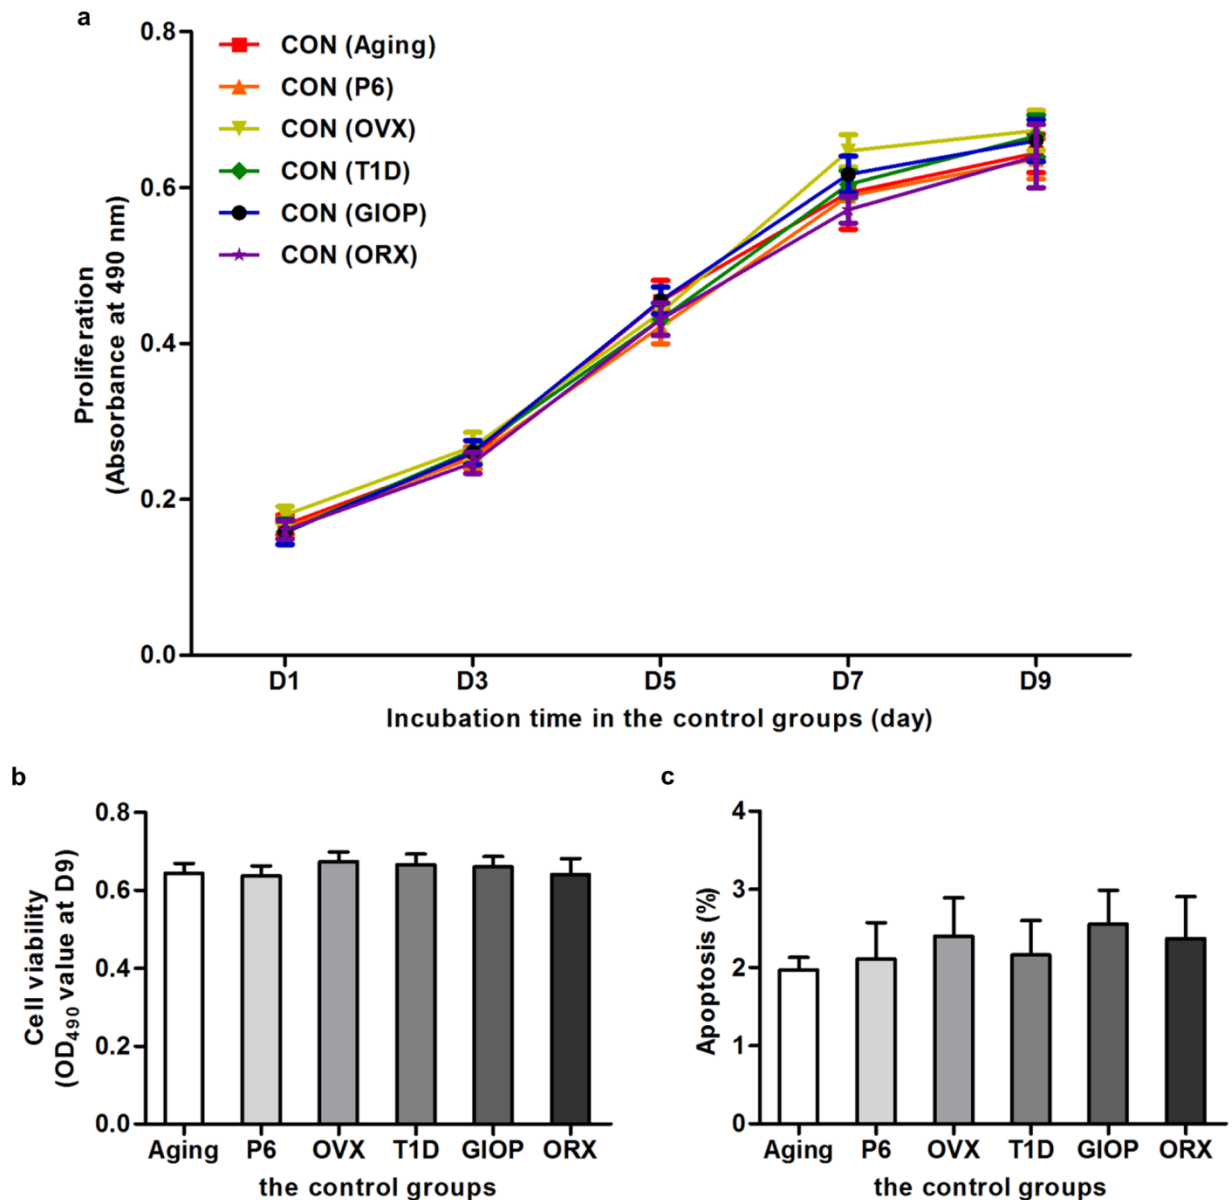 a
0.8
0.6
0.4
0.2
0.0
Proliferation
(Absorbance at 490 nm)
CON (Aging)
CON (P6)
CON (OVX)
CON (T1D)
CON (GIOP)
CON (ORX)
D1 D3 D5 D7 D9
Incubation time in the control groups (day)
b
0.8
0.6
0.4
0.2
0.0
Cell viability
(OD490 value at D9)
Aging P6 OVX T1D GIOP ORX
the control groups
c
4
3
2
1
0
Apoptosis (%)
Aging P6 OVX T1D GIOP ORX
the control groups